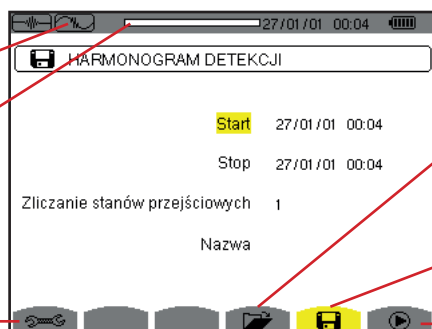 27/01/01 00:04
HARMONOGRAM DETEKCJI
Start 27/01/01 00:04
Stop 27/01/01 00:04
Zliczanie stanów przejściowych 1
Nazwa